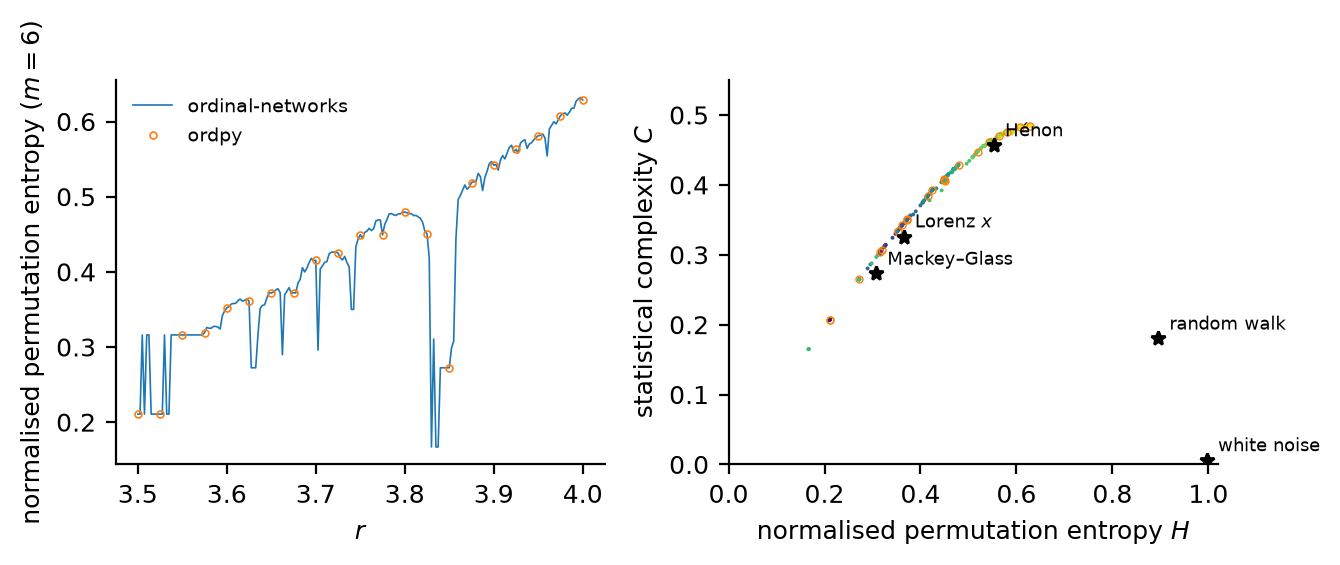 normalised permutation entropy (m = 6)
ordinal-networks
ordpy
0.6
0.5
0.4
0.3
0.2
3.5 3.6 3.7 3.8 3.9 4.0
r
statistical complexity C
0.5
0.4
0.3
0.2
0.1
0.0
Hénon
Lorenz x
Mackey–Glass
random walk
white noise
0.0 0.2 0.4 0.6 0.8 1.0
normalised permutation entropy H